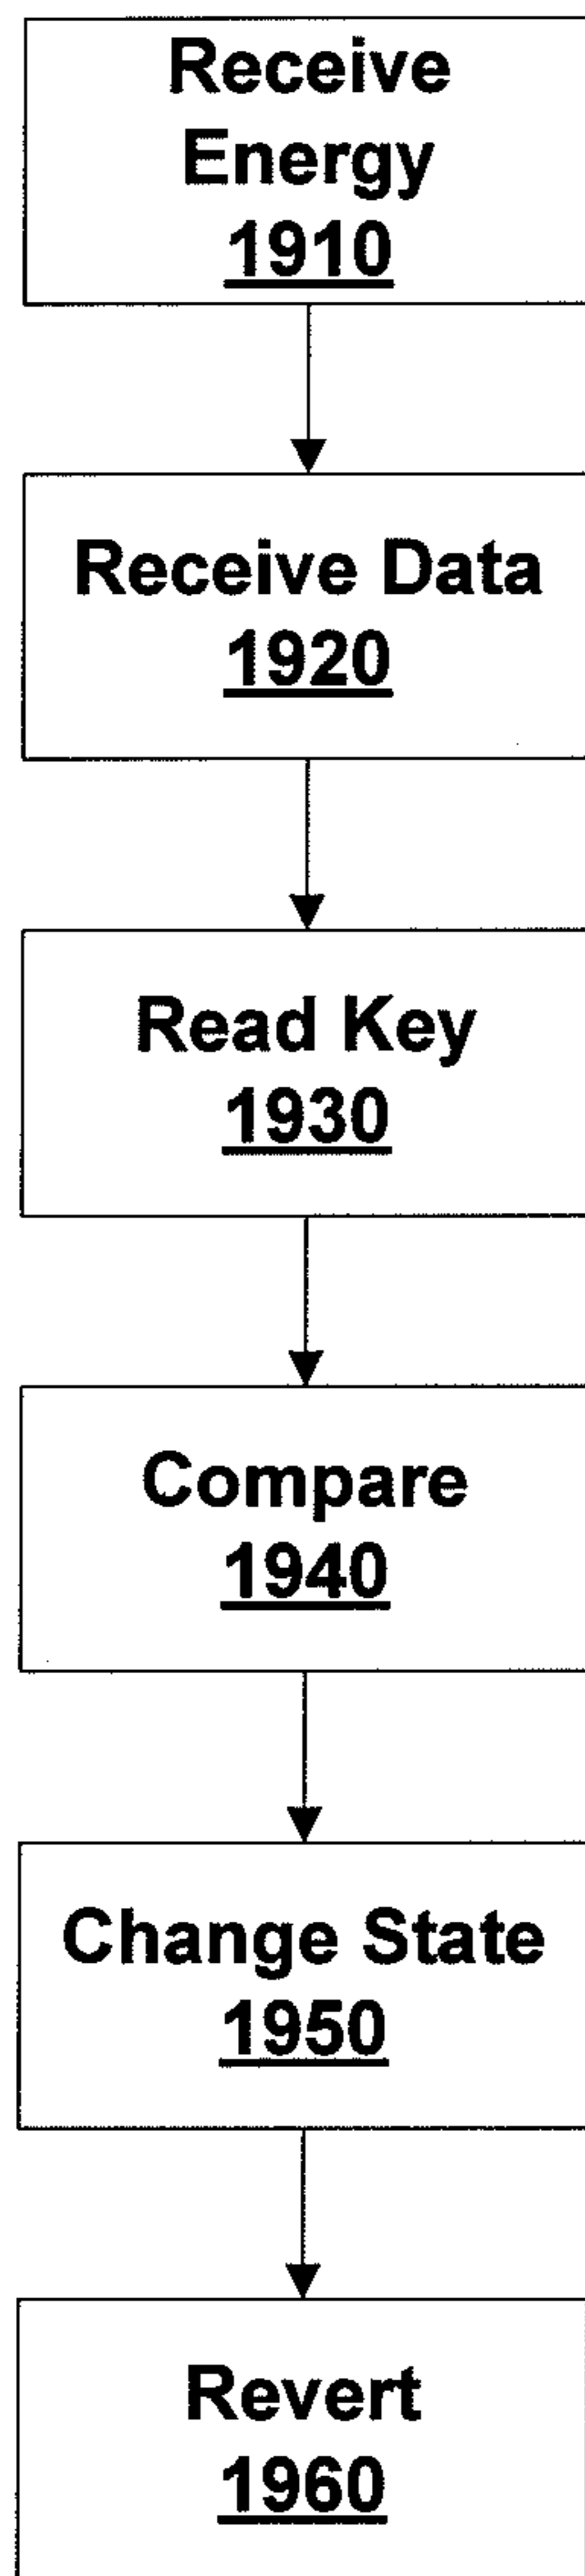 Receive
Energy
1910
Receive Data
1920
Read Key
1930
Compare
1940
Change State
1950
Revert
1960